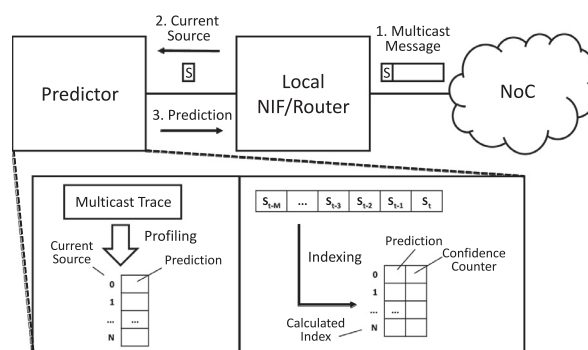 2. Current
Source
1. Multicast
Message
S
S
Predictor
Local
NIF/Router
NoC
3. Prediction
Multicast Trace
Profiling
Current
Source
Prediction
0
1
... ...
N
St-M ... St-3 St-2 St-1 St
Indexing
Prediction
Confidence
Counter
0
1
... ...
Calculated
Index
N